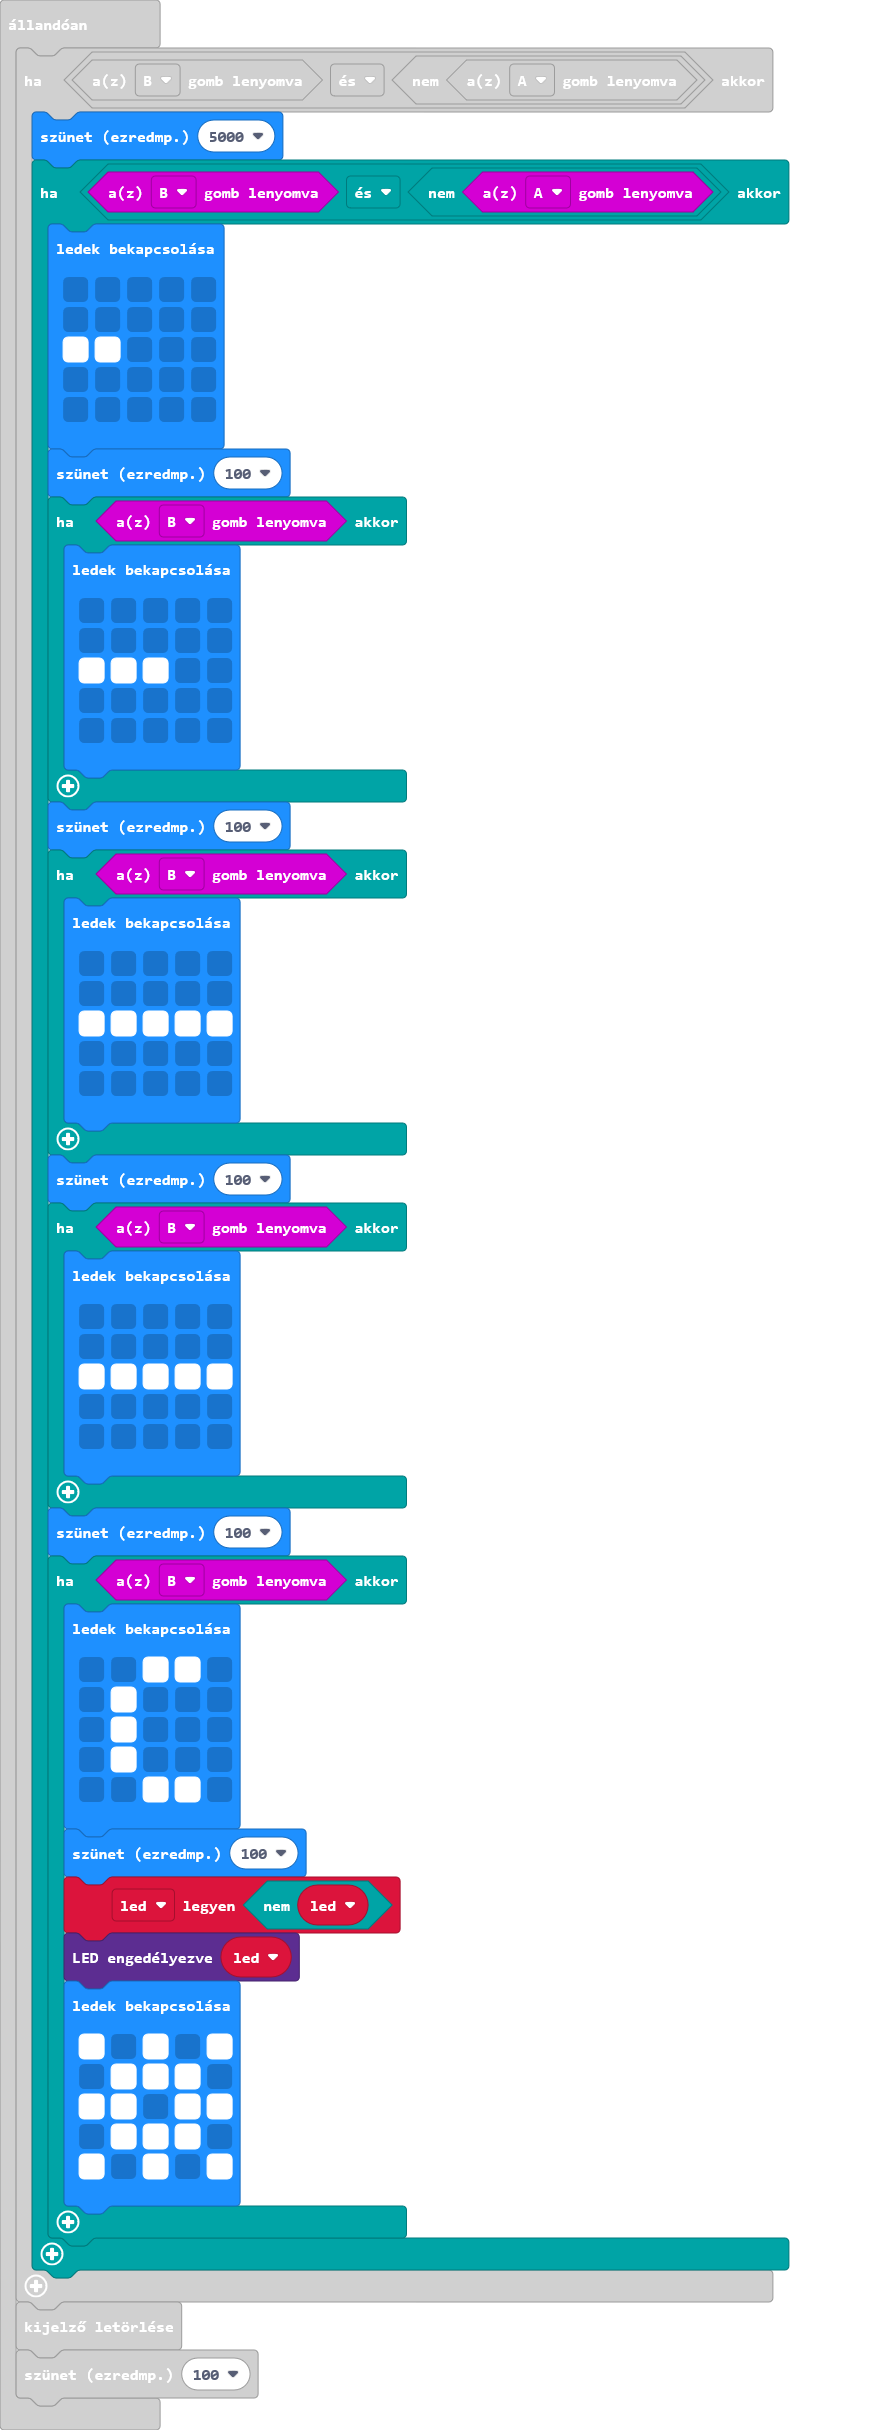 állandóan
ha a(z) B gomb lenyomva és nem a(z) A gomb lenyomva akkor
szünet (ezredmp.) 5000
ha a(z) B gomb lenyomva és nem a(z) A gomb lenyomva akkor
ledek bekapcsolása
szünet (ezredmp.) 100
ha a(z) B gomb lenyomva akkor
ledek bekapcsolása
szünet (ezredmp.) 100
ha a(z) B gomb lenyomva akkor
ledek bekapcsolása
szünet (ezredmp.) 100
ha a(z) B gomb lenyomva akkor
ledek bekapcsolása
szünet (ezredmp.) 100
ha a(z) B gomb lenyomva akkor
ledek bekapcsolása
szünet (ezredmp.) 100
led legyen nem led
LED engedélyezve led
ledek bekapcsolása
kijelző letörlése
szünet (ezredmp.) 100